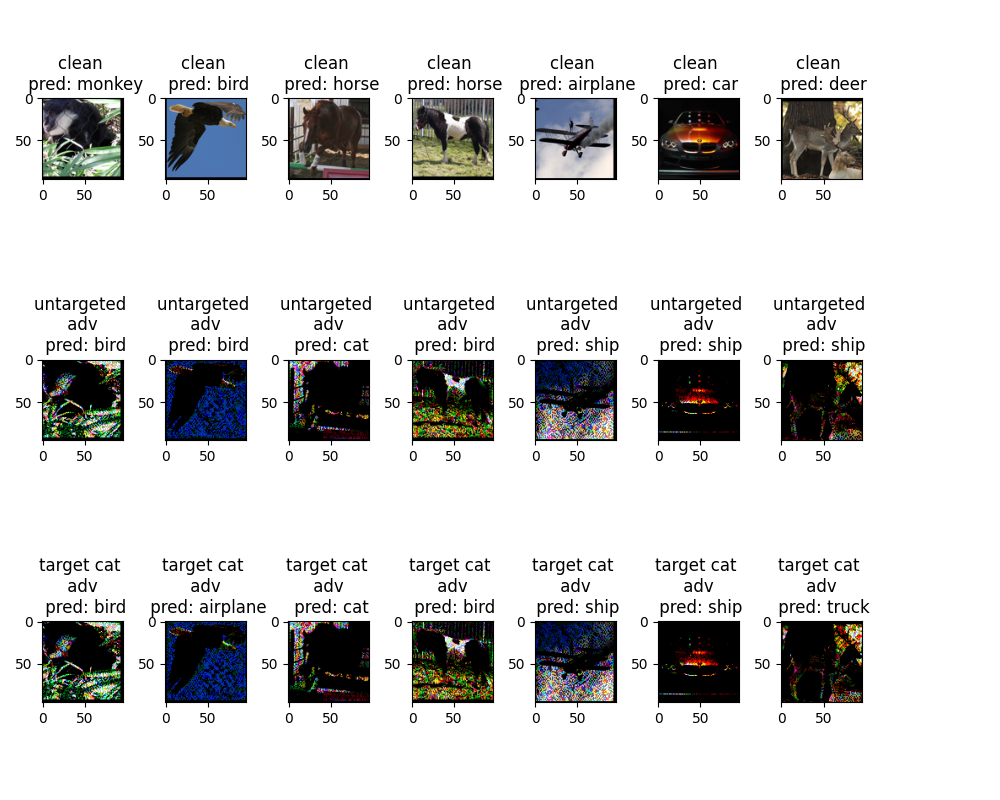 clean clean clean clean clean clean clean
pred: monkey pred: bird pred: horse pred: horse pred: airplane pred: car pred: deer
0 0 0 0 0 0 0
50 50 50 50 50 50 50
0 50 0 50 0 50 0 50 0 50 0 50 0 50
untargeted untargeted untargeted untargeted untargeted untargeted untargeted
adv adv adv adv adv adv adv
pred: bird pred: bird pred: cat pred: bird pred: ship pred: ship pred: ship
0 0 0 0 0 0 0
50 50 50 50 50 50 50
0 50 0 50 0 50 0 50 0 50 0 50 0 50
target cat target cat target cat target cat target cat target cat target cat
adv adv adv adv adv adv adv
pred: bird pred: airplane pred: cat pred: bird pred: ship pred: ship pred: truck
0 0 0 0 0 0 0
50 50 50 50 50 50 50
0 50 0 50 0 50 0 50 0 50 0 50 0 50